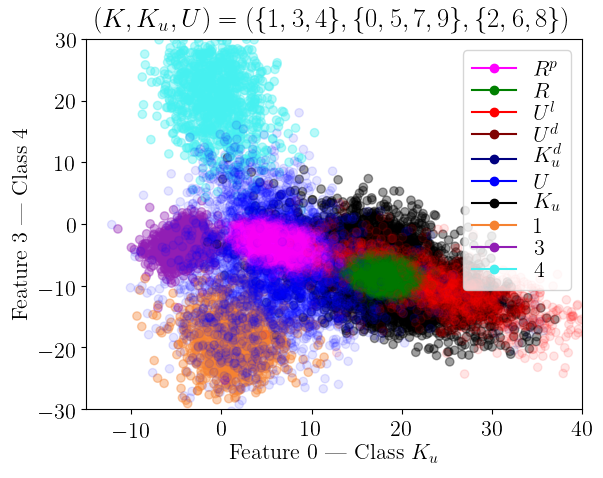 (K, K_u, U) = ({1, 3, 4}, {0, 5, 7, 9}, {2, 6, 8})
30
20
10
0
−10
−20
−30
Feature 3 — Class 4
R^p
R
U^l
U^d
K_u^d
U
K_u
1
3
4
−10 0 10 20 30 40
Feature 0 — Class K_u